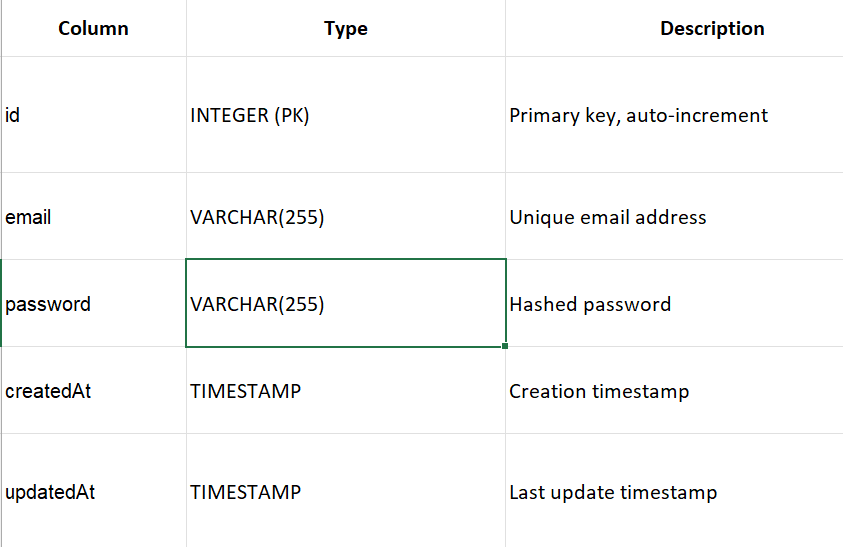 Column Type Description
id INTEGER (PK) Primary key, auto-increment
email VARCHAR(255) Unique email address
password VARCHAR(255) Hashed password
createdAt TIMESTAMP Creation timestamp
updatedAt TIMESTAMP Last update timestamp